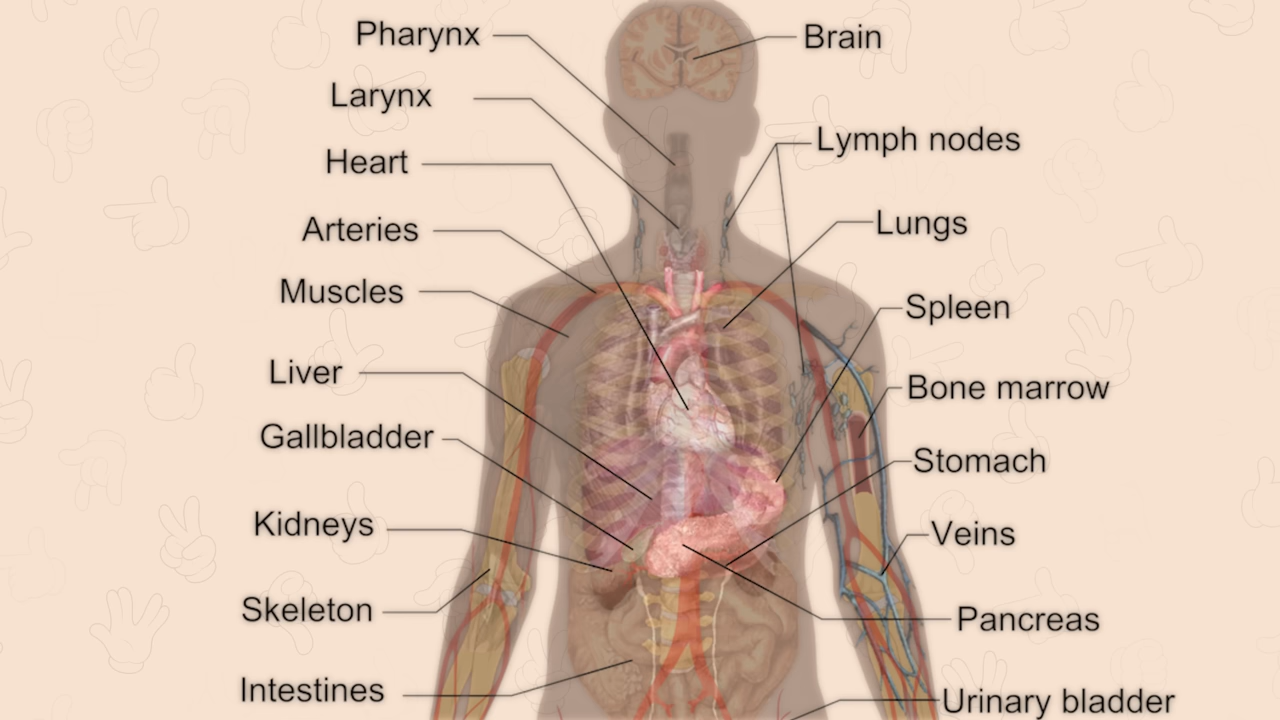 Pharynx
Larynx
Heart
Arteries
Muscles
Liver
Gallbladder
Kidneys
Skeleton
Intestines
Brain
Lymph nodes
Lungs
Spleen
Bone marrow
Stomach
Veins
Pancreas
Urinary bladder